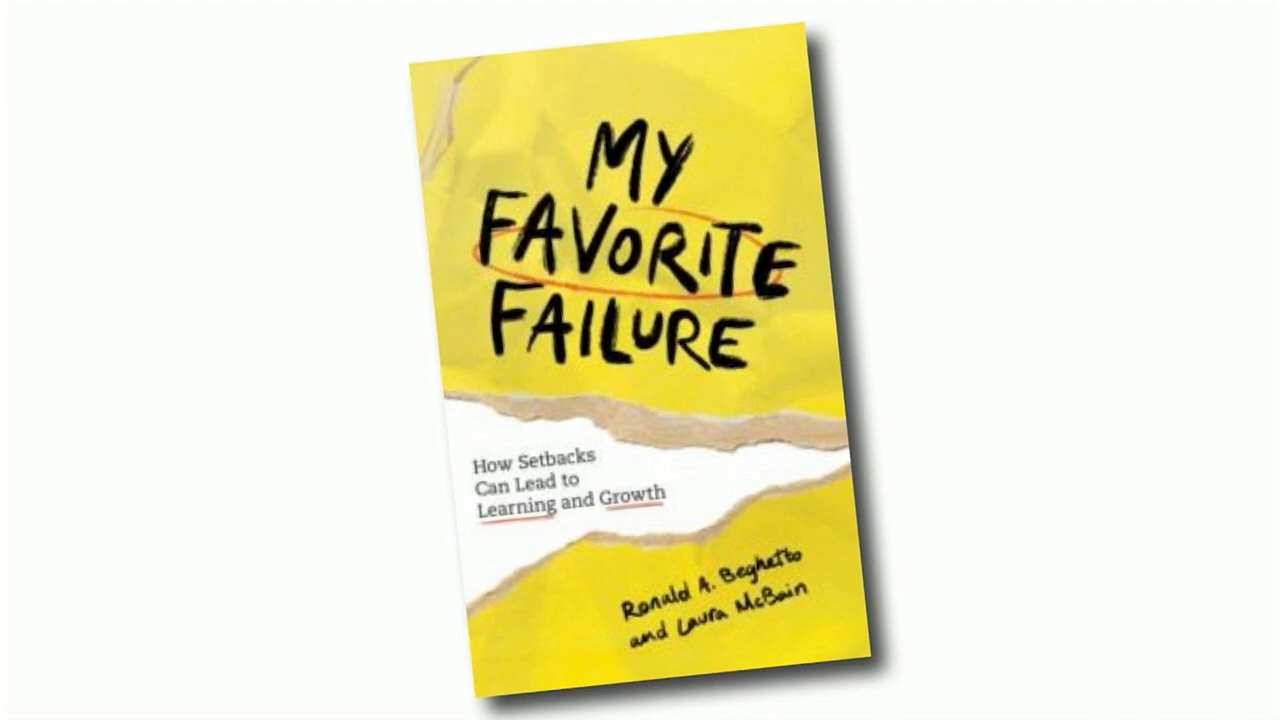 MY
FAVORITE
FAILURE
How Setbacks
Can Lead to
Learning and Growth
Ronald A. Beghetto
and Laura McBain